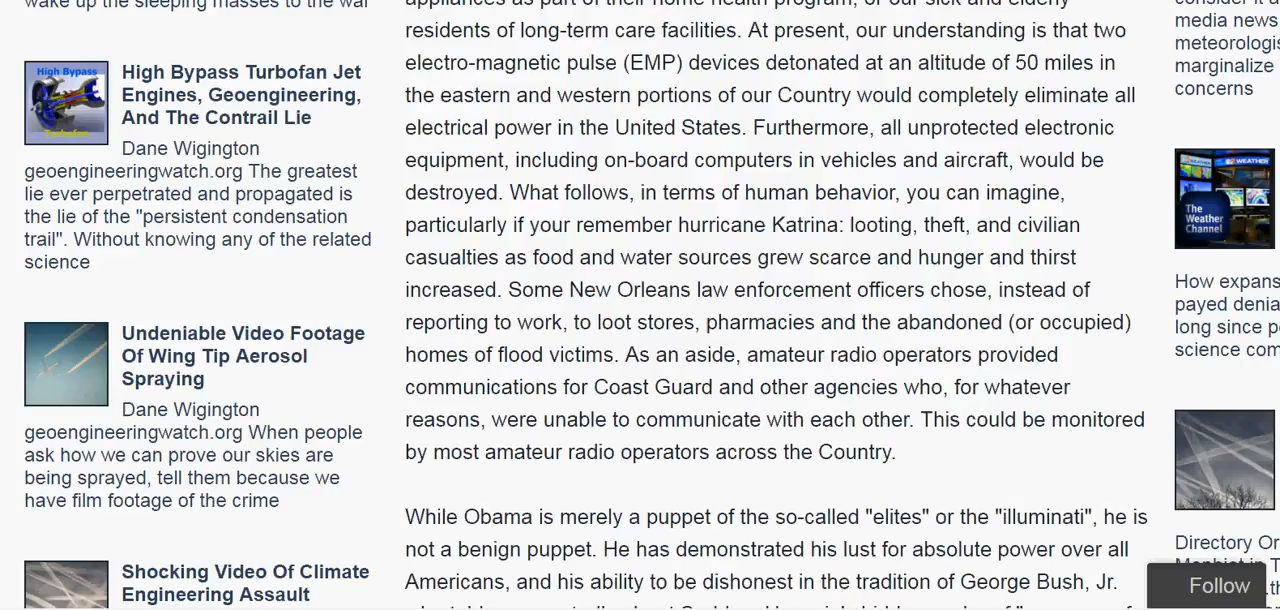 wake up the sleeping masses to the war
High Bypass
Turbofan
High Bypass Turbofan Jet
Engines, Geoengineering,
And The Contrail Lie
Dane Wigington
geoengineeringwatch.org The greatest
lie ever perpetrated and propagated is
the lie of the "persistent condensation
trail". Without knowing any of the related
science
Undeniable Video Footage
Of Wing Tip Aerosol
Spraying
Dane Wigington
geoengineeringwatch.org When people
ask how we can prove our skies are
being sprayed, tell them because we
have film footage of the crime
Shocking Video Of Climate
Engineering Assault
appliances as part of their home health program, or our sick and elderly
residents of long-term care facilities. At present, our understanding is that two
electro-magnetic pulse (EMP) devices detonated at an altitude of 50 miles in
the eastern and western portions of our Country would completely eliminate all
electrical power in the United States. Furthermore, all unprotected electronic
equipment, including on-board computers in vehicles and aircraft, would be
destroyed. What follows, in terms of human behavior, you can imagine,
particularly if your remember hurricane Katrina: looting, theft, and civilian
casualties as food and water sources grew scarce and hunger and thirst
increased. Some New Orleans law enforcement officers chose, instead of
reporting to work, to loot stores, pharmacies and the abandoned (or occupied)
homes of flood victims. As an aside, amateur radio operators provided
communications for Coast Guard and other agencies who, for whatever
reasons, were unable to communicate with each other. This could be monitored
by most amateur radio operators across the Country.
While Obama is merely a puppet of the so-called "elites" or the "illuminati", he is
not a benign puppet. He has demonstrated his lust for absolute power over all
Americans, and his ability to be dishonest in the tradition of George Bush, Jr.
consider it a
media news
meteorologis
marginalize
concerns
WEATHER
WEATHER
The
Weather
Channel
How expans
payed denia
long since p
science com
Directory Or
Follow